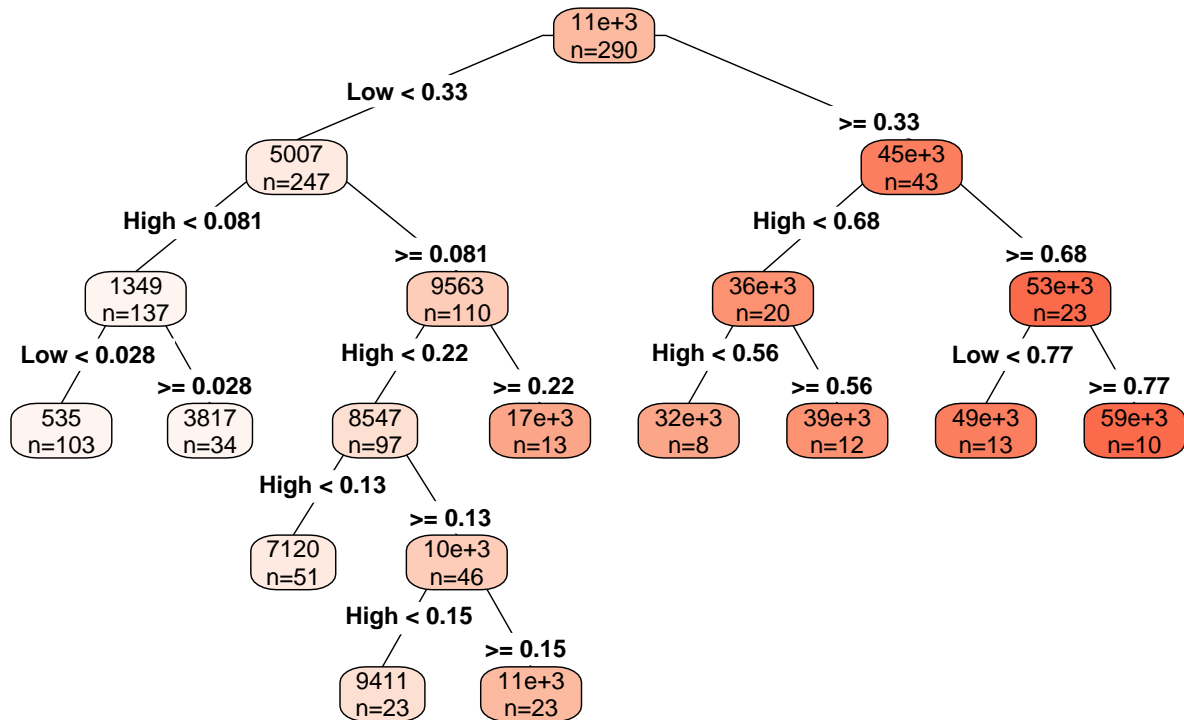 11e+3
n=290
Low < 0.33
>= 0.33
5007
n=247
45e+3
n=43
High < 0.081
>= 0.081
High < 0.68
>= 0.68
1349
n=137
9563
n=110
36e+3
n=20
53e+3
n=23
Low < 0.028
>= 0.028
High < 0.22
>= 0.22
High < 0.56
>= 0.56
Low < 0.77
>= 0.77
535
n=103
3817
n=34
8547
n=97
17e+3
n=13
32e+3
n=8
39e+3
n=12
49e+3
n=13
59e+3
n=10
High < 0.13
>= 0.13
7120
n=51
10e+3
n=46
High < 0.15
>= 0.15
9411
n=23
11e+3
n=23